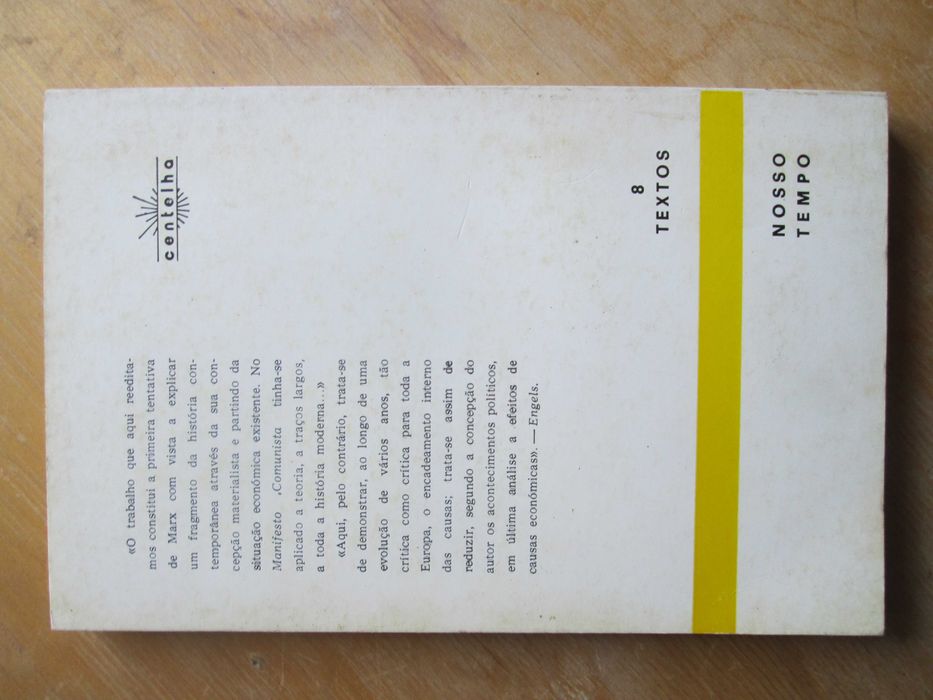 centelha
«O trabalho que aqui reedita-
mos constitui a primeira tentativa
de Marx com vista a explicar
um fragmento da história con-
temporânea através da sua con-
cepção materialista e partindo da
situação económica existente. No
Manifesto Comunista tinha-se
aplicado a teoria, a traços largos,
a toda a história moderna...»
«Aqui, pelo contrário, trata-se
de demonstrar, ao longo de uma
evolução de vários anos, tão
crítica como crítica para toda a
Europa, o encadeamento interno
das causas; trata-se assim de
reduzir, segundo a concepção do
autor os acontecimentos políticos,
em última análise a efeitos de
causas económicas». — Engels.
8
TEXTOS
NOSSO
TEMPO